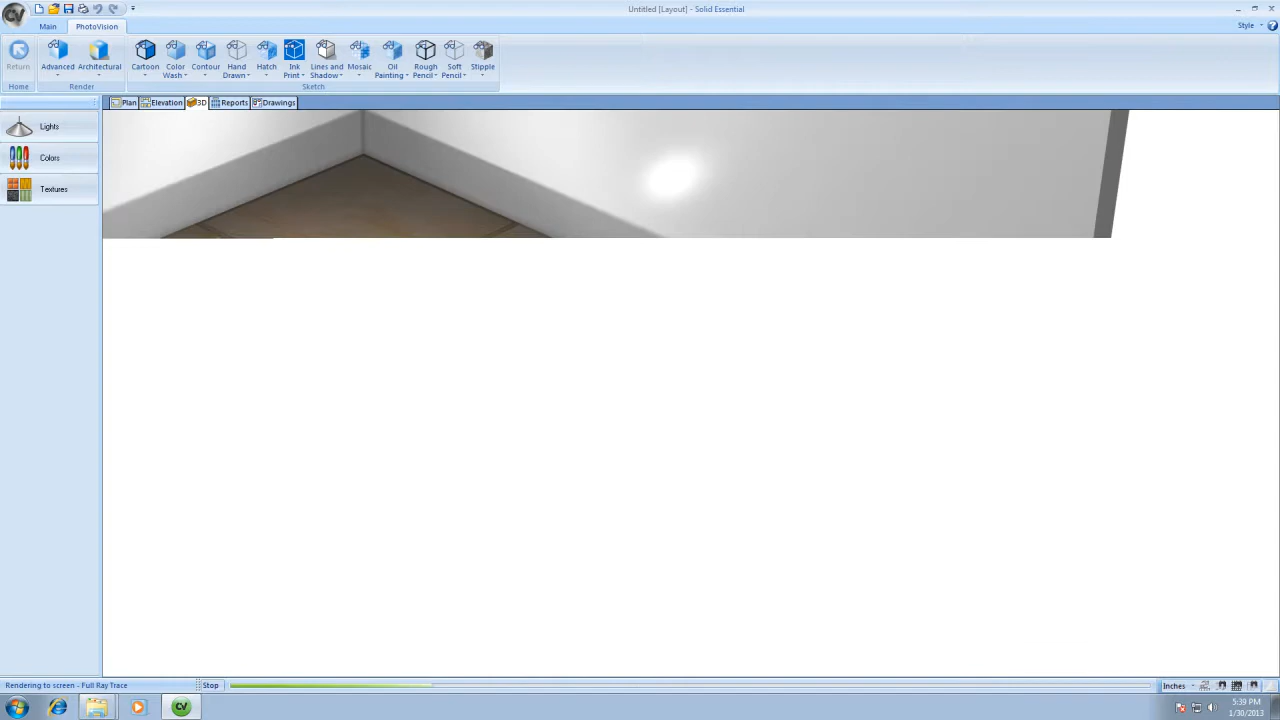 Untitled [Layout] - Solid Essential
Main PhotoVision Style
Return Advanced Architectural Cartoon Color Wash Contour Hand Drawn Hatch Ink Print Lines and Shadow Mosaic Oil Painting Rough Pencil Soft Pencil Stipple
Home Render Sketch
Plan Elevation 3D Reports Drawings
Lights
Colors
Textures
Rendering to screen - Full Ray Trace Stop Inches
CV 5:39 PM
1/30/2013